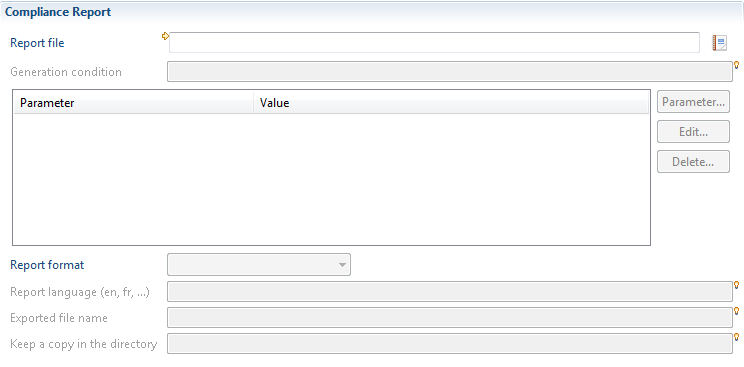 Compliance Report
Report file
Generation condition
Parameter Value
Parameter...
Edit...
Delete...
Report format
Report language (en, fr, ...)
Exported file name
Keep a copy in the directory